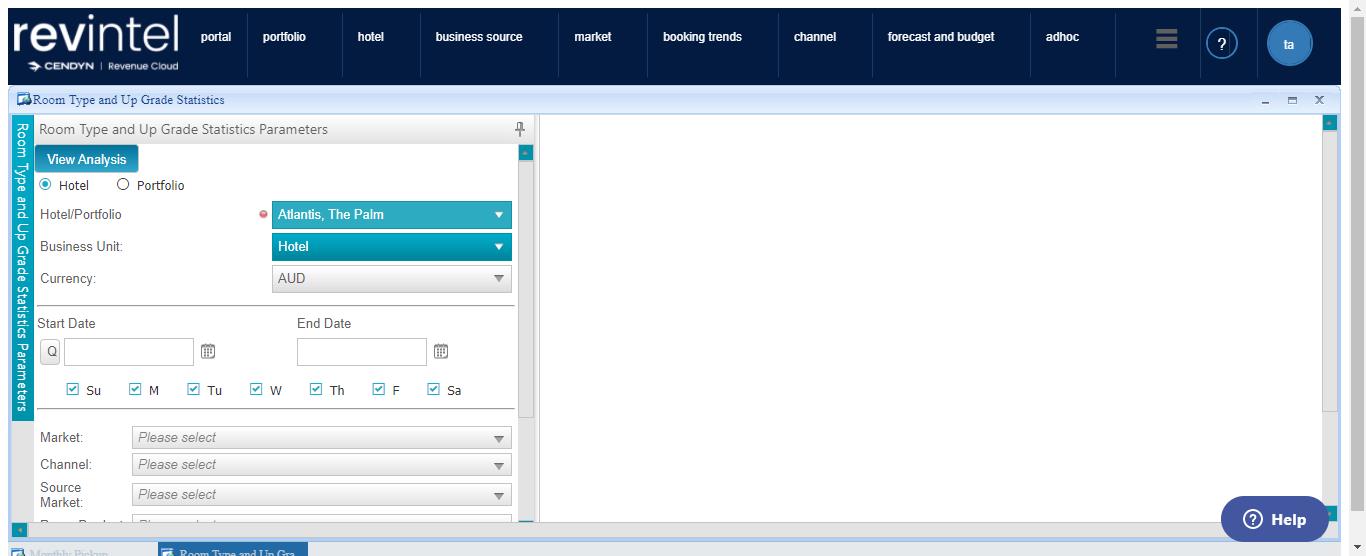 revintel
CENDYN | Revenue Cloud
portal portfolio hotel business source market booking trends channel forecast and budget adhoc ? ta
Room Type and Up Grade Statistics
Room Type and Up Grade Statistics Parameters
Room Type and Up Grade Statistics Parameters
View Analysis
Hotel Portfolio
Hotel/Portfolio Atlantis, The Palm
Business Unit: Hotel
Currency: AUD
Start Date End Date
Q
Su M Tu W Th F Sa
Market: Please select
Channel: Please select
Source Market: Please select
Please select
? Help
Monthly Pickup Room Type and Up Gra